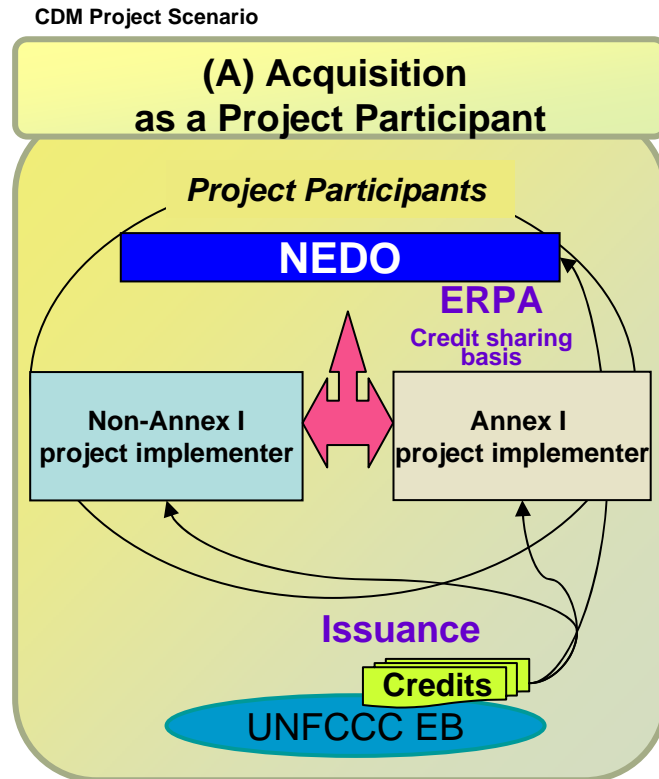 CDM Project Scenario
(A) Acquisition
as a Project Participant
Project Participants
NEDO
ERPA
Credit sharing
basis
Non-Annex I
project implementer
Annex I
project implementer
Issuance
Credits
UNFCCC EB